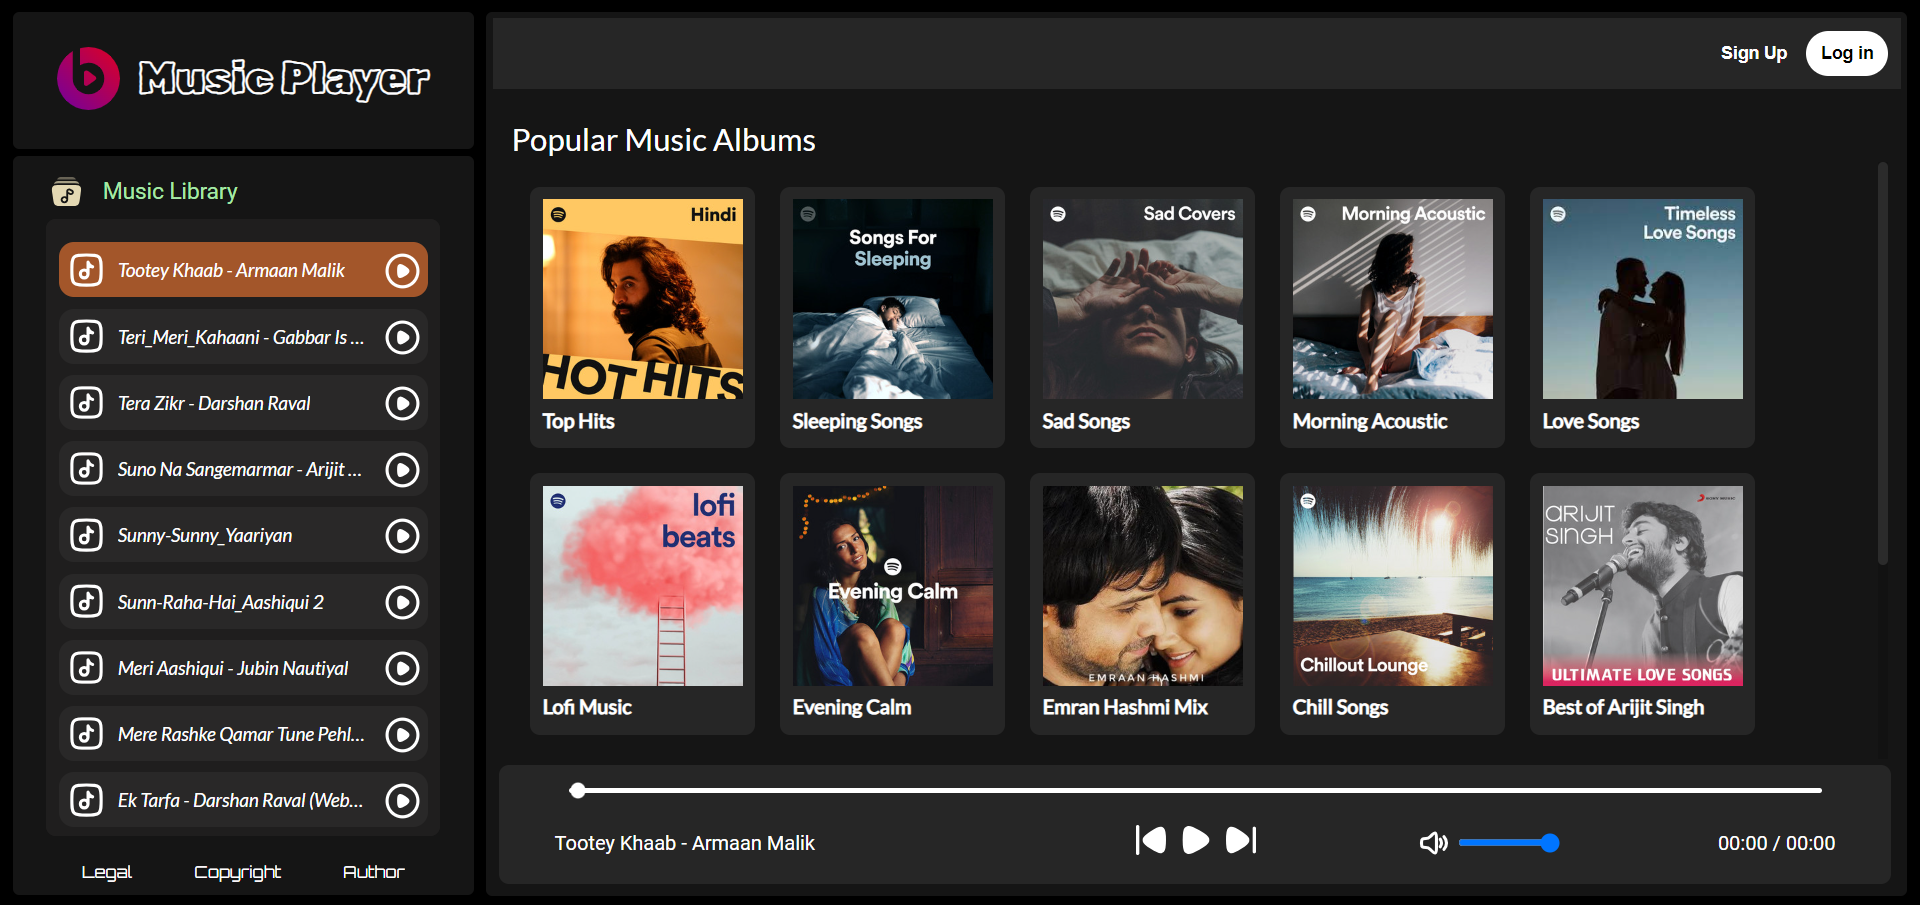 Music Player
Music Library
Tootey Khaab - Armaan Malik
Teri_Meri_Kahaani - Gabbar Is ...
Tera Zikr - Darshan Raval
Suno Na Sangemarmar - Arijit ...
Sunny-Sunny_Yaariyan
Sunn-Raha-Hai_Aashiqui 2
Meri Aashiqui - Jubin Nautiyal
Mere Rashke Qamar Tune Pehl...
Ek Tarfa - Darshan Raval (Web...
Legal Copyright Author
Sign Up Log in
Popular Music Albums
Hindi
HOT HITS
Top Hits
Songs For
Sleeping
Sleeping Songs
Sad Covers
Sad Songs
Morning Acoustic
Morning Acoustic
Timeless
Love Songs
Love Songs
lofi
beats
Lofi Music
Evening Calm
Evening Calm
EMRAAN HASHMI
Emran Hashmi Mix
Chillout Lounge
Chill Songs
ARIJIT
SINGH
ULTIMATE LOVE SONGS
Best of Arijit Singh
Tootey Khaab - Armaan Malik
00:00 / 00:00